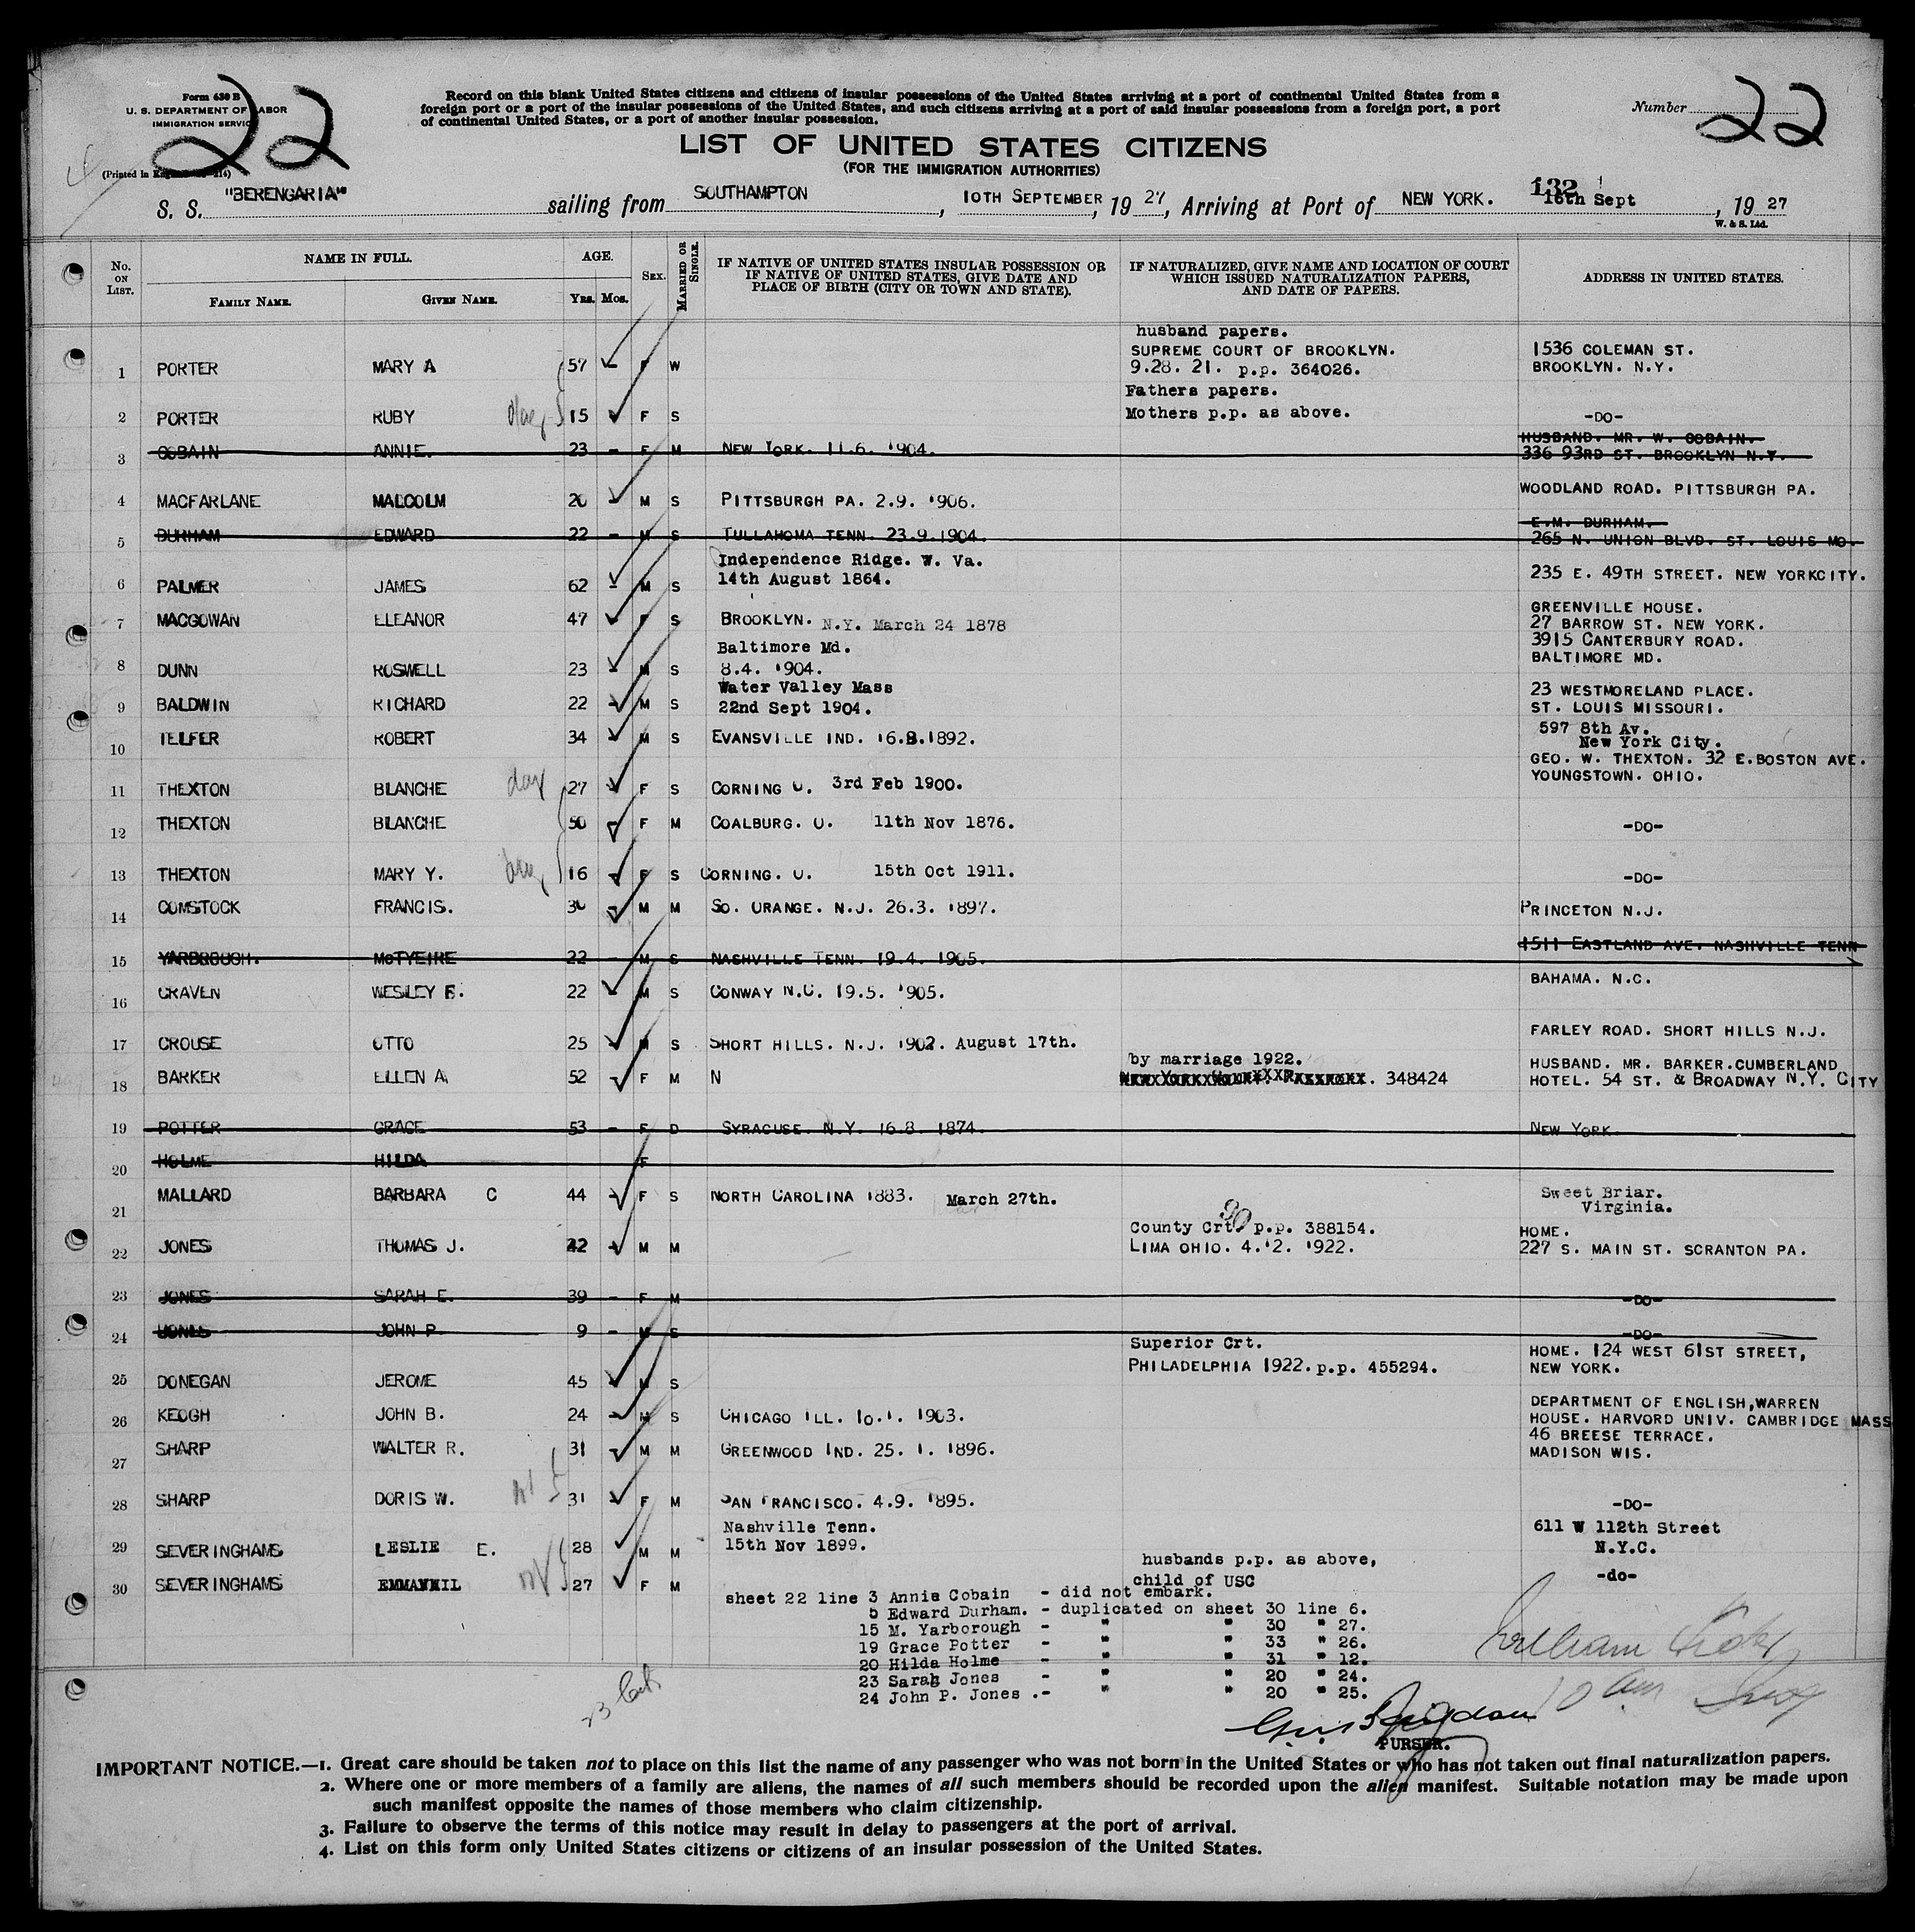 22
22
Form 630 B
U. S. DEPARTMENT OF LABOR
IMMIGRATION SERVICE
Record on this blank United States citizens and citizens of insular possessions of the United States arriving at a port of continental United States from a
foreign port or a port of the insular possessions of the United States, and such citizens arriving at a port of said insular possessions from a foreign port, a port
of continental United States, or a port of another insular possession.
Number
LIST OF UNITED STATES CITIZENS
(FOR THE IMMIGRATION AUTHORITIES)
(Printed in
S. S. "BERENGARIA" sailing from SOUTHAMPTON, 10TH SEPTEMBER, 19 27, Arriving at Port of NEW YORK. 132 16th Sept, 19 27
W. & S. Ltd.
No. ON LIST. NAME IN FULL. AGE. SEX. MARRIED OR SINGLE. IF NATIVE OF UNITED STATES INSULAR POSSESSION OR IF NATIVE OF UNITED STATES, GIVE DATE AND PLACE OF BIRTH (CITY OR TOWN AND STATE). IF NATURALIZED, GIVE NAME AND LOCATION OF COURT WHICH ISSUED NATURALIZATION PAPERS, AND DATE OF PAPERS. ADDRESS IN UNITED STATES.
FAMILY NAME. GIVEN NAME. YRS. MOS.
husband papers.
SUPREME COURT OF BROOKLYN. 1536 COLEMAN ST.
1 PORTER MARY A 57 - F W 9.28. 21. p.p. 364026. BROOKLYN. N.Y.
Fathers papers.
2 PORTER RUBY 15 F S Mothers p.p. as above. -DO-
HUSBAND. MR. W. COBAIN.
3 COBAIN ANNIE. 23 - F M NEW YORK. 11.6. 1904. 336 93RD ST. BROOKLYN N.Y.
4 MACFARLANE MALCOLM 20 M S PITTSBURGH PA. 2.9. 1906. WOODLAND ROAD. PITTSBURGH PA.
E.M. DURHAM.
5 DURHAM EDWARD 22 - M S TULLAHOMA TENN. 23.9.1904. 265 N. UNION BLVD. ST. LOUIS MO.
Independence Ridge. W. Va.
6 PALMER JAMES 62 - M S 14th August 1864. 235 E. 49TH STREET. NEW YORKCITY.
GREENVILLE HOUSE.
7 MACGOWAN ELEANOR 47 F S BROOKLYN. N.Y. March 24 1878 27 BARROW ST. NEW YORK.
Baltimore Md. 3915 CANTERBURY ROAD.
8 DUNN ROSWELL 23 - M S 8.4. 1904. BALTIMORE MD.
Water Valley Mass 23 WESTMORELAND PLACE.
9 BALDWIN RICHARD 22 M S 22nd Sept 1904. ST. LOUIS MISSOURI.
597 8th Av.
10 TELFER ROBERT 34 M S EVANSVILLE IND. 16.8.1892. New York City.
GEO. W. THEXTON. 32 E.BOSTON AVE.
11 THEXTON BLANCHE 27 F S CORNING O. 3rd Feb 1900. YOUNGSTOWN. OHIO.
12 THEXTON BLANCHE 50 - F M COALBURG. O. 11th Nov 1876. -DO-
13 THEXTON MARY Y. 16 - F S CORNING. O. 15th Oct 1911. -DO-
14 COMSTOCK FRANCIS. 30 - M M SO. ORANGE. N.J. 26.3. 1897. PRINCETON N.J.
15 YARBROUGH. MCTYEIRE 22 - M S NASHVILLE TENN. 19.4. 1905. 1511 EASTLAND AVE. NASHVILLE TENN
16 CRAVEN WESLEY F. 22 - M S CONWAY N.C. 19.5. 1905. BAHAMA. N.C.
17 CROUSE OTTO 25 M S SHORT HILLS. N.J. 1902. August 17th. FARLEY ROAD. SHORT HILLS N.J.
by marriage 1922. HUSBAND. MR. BARKER.CUMBERLAND
18 BARKER ELLEN A. 52 - F M N 348424 HOTEL. 54 ST. & BROADWAY N.Y. CITY
19 POTTER GRACE 53 - F D SYRACUSE. N.Y. 16.8. 1874. NEW YORK
20 HOLME HILDA F
21 MALLARD BARBARA C 44 - F S NORTH CAROLINA 1883. March 27th. Sweet Briar.
Virginia.
County Crt. p.p. 388154. HOME.
22 JONES THOMAS J. 42 - M M LIMA OHIO. 4.12. 1922. 227 S. MAIN ST. SCRANTON PA.
23 JONES SARAH E. 39 - F M -DO-
24 JONES JOHN P 9 - M S -DO-
Superior Crt. HOME. 124 WEST 61ST STREET,
25 DONEGAN JEROME 45 M S PHILADELPHIA 1922. p.p. 455294. NEW YORK.
DEPARTMENT OF ENGLISH,WARREN
26 KEOGH JOHN B. 24 - M S CHICAGO ILL. 10.1. 1903. HOUSE. HARVORD UNIV. CAMBRIDGE MASS
46 BREESE TERRACE.
27 SHARP WALTER R. 31 - M M GREENWOOD IND. 25. 1. 1896. MADISON WIS.
28 SHARP DORIS W. 31 - F M SAN FRANCISCO. 4.9. 1895. -DO-
Nashville Tenn. 611 W 112th Street
29 SEVERINGHAMS LESLIE E. 28 M M 15th Nov 1899. N.Y.C.
husbands p.p. as above,
30 SEVERINGHAMS 27 F M child of USC -do-
sheet 22 line 3 Annie Cobain - did not embark.
5 Edward Durham. - duplicated on sheet 30 line 6.
15 M. Yarborough - " " 30 " 27.
19 Grace Potter - " " 33 " 26.
20 Hilda Holme - " " 31 " 12.
23 Sarah Jones - " " 20 " 24.
24 John P. Jones .- " " 20 " 25.
PURSER.
IMPORTANT NOTICE.—1. Great care should be taken not to place on this list the name of any passenger who was not born in the United States or who has not taken out final naturalization papers.
2. Where one or more members of a family are aliens, the names of all such members should be recorded upon the alien manifest. Suitable notation may be made upon
such manifest opposite the names of those members who claim citizenship.
3. Failure to observe the terms of this notice may result in delay to passengers at the port of arrival.
4. List on this form only United States citizens or citizens of an insular possession of the United States.